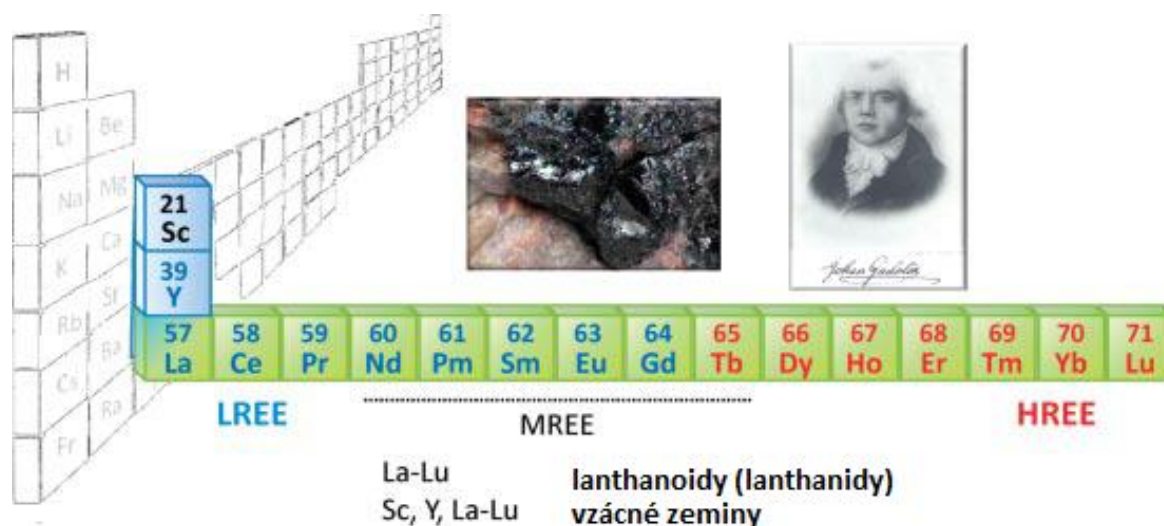 H
Li
Be
Na
Mg
K
Ca
Rb
Sr
Cs
Ba
Fr
Ra
21
Sc
39
Y
57 58 59 60 61 62 63 64 65 66 67 68 69 70 71
La Ce Pr Nd Pm Sm Eu Gd Tb Dy Ho Er Tm Yb Lu
Johan Gadolin
LREE
MREE
HREE
La-Lu lanthanoidy (lanthanidy)
Sc, Y, La-Lu vzácné zeminy